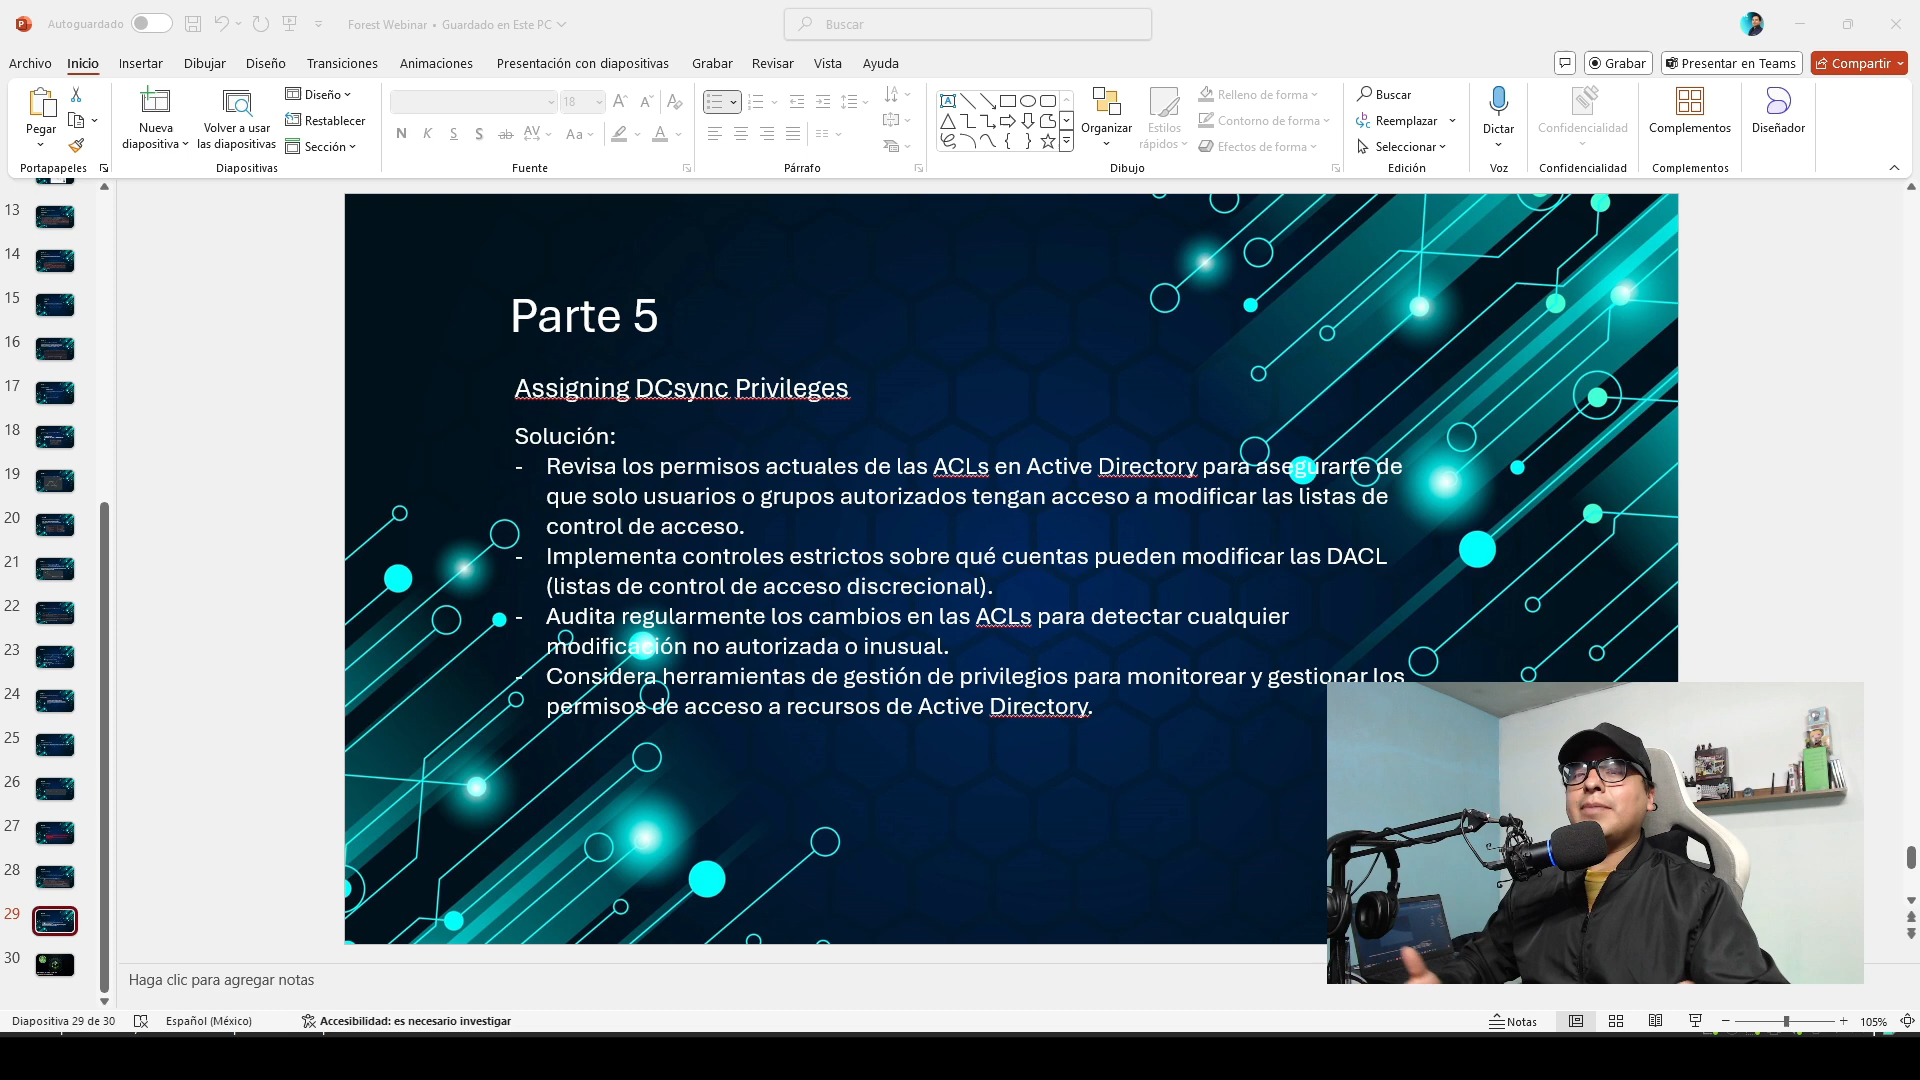 Autoguardado
Forest Webinar • Guardado en Este PC
Buscar
Archivo Inicio Insertar Dibujar Diseño Transiciones Animaciones Presentación con diapositivas Grabar Revisar Vista Ayuda
Grabar Presentar en Teams Compartir
Pegar
Portapapeles
Nueva diapositiva
Volver a usar las diapositivas
Diseño
Restablecer
Sección
Diapositivas
18
N K S S ab AV Aa A
Fuente
Párrafo
Organizar
Estilos rápidos
Relleno de forma
Contorno de forma
Efectos de forma
Dibujo
Buscar
Reemplazar
Seleccionar
Edición
Dictar
Voz
Confidencialidad
Confidencialidad
Complementos
Complementos
Diseñador
13
14
15
16
17
18
19
20
21
22
23
24
25
26
27
28
29
30
Parte 5
Assigning DCsync Privileges
Solución:
- Revisa los permisos actuales de las ACLs en Active Directory para asegurarte de
que solo usuarios o grupos autorizados tengan acceso a modificar las listas de
control de acceso.
- Implementa controles estrictos sobre qué cuentas pueden modificar las DACL
(listas de control de acceso discrecional).
- Audita regularmente los cambios en las ACLs para detectar cualquier
modificación no autorizada o inusual.
- Considera herramientas de gestión de privilegios para monitorear y gestionar los
permisos de acceso a recursos de Active Directory.
Haga clic para agregar notas
Diapositiva 29 de 30 Español (México) Accesibilidad: es necesario investigar
Notas 105%